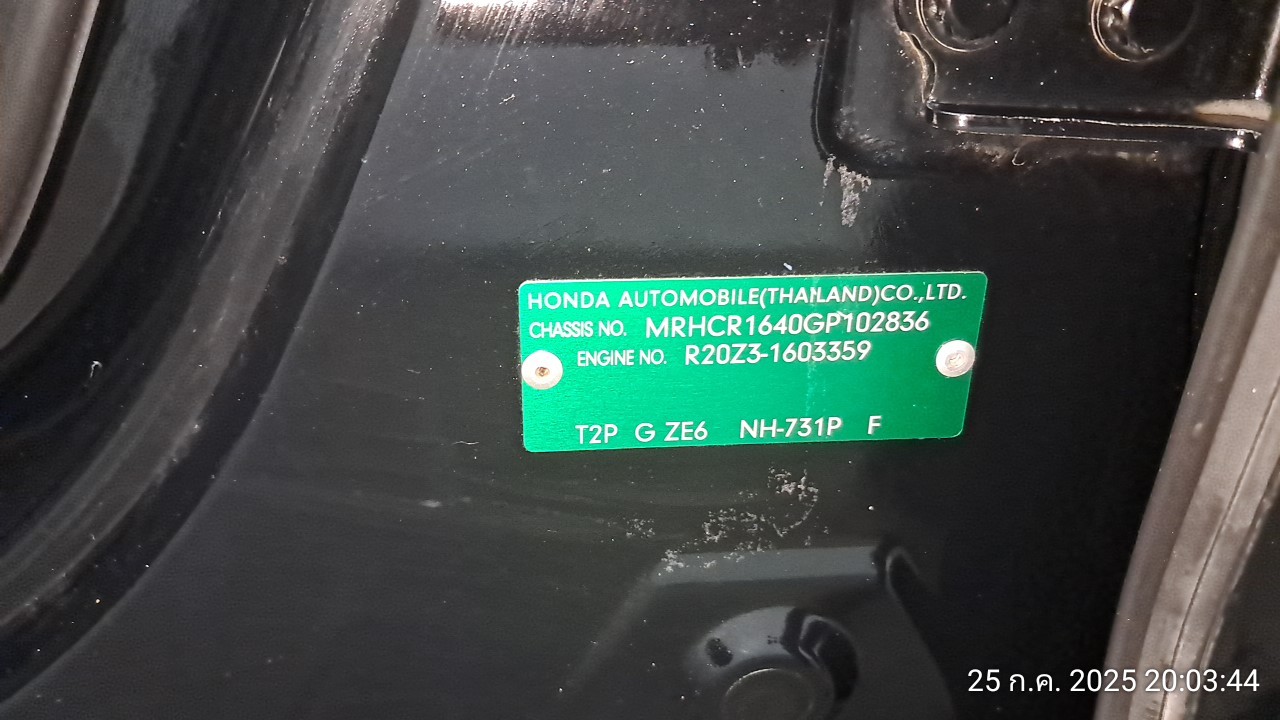 HONDA AUTOMOBILE(THAILAND)CO.,LTD.
CHASSIS NO. MRHCR1640GP102836
ENGINE NO. R20Z3-1603359
T2P G ZE6 NH-731P F
25 ก.ค. 2025 20:03:44